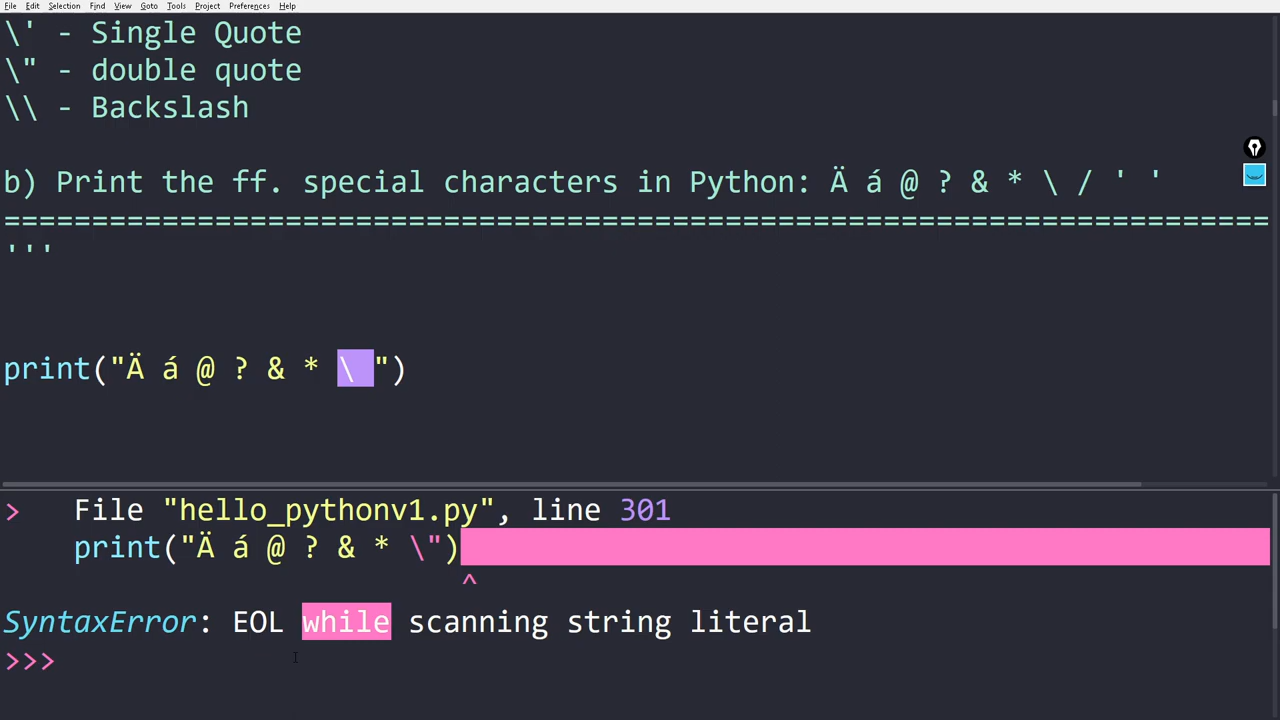 File Edit Selection Find View Goto Tools Project Preferences Help
\' - Single Quote
\" - double quote
\\ - Backslash
b) Print the ff. special characters in Python: Ä á @ ? & * \ / ' '
========================================================================
'''
print("Ä á @ ? & * \ ")
> File "hello_pythonv1.py", line 301
print("Ä á @ ? & * \")
^
SyntaxError: EOL while scanning string literal
>>>